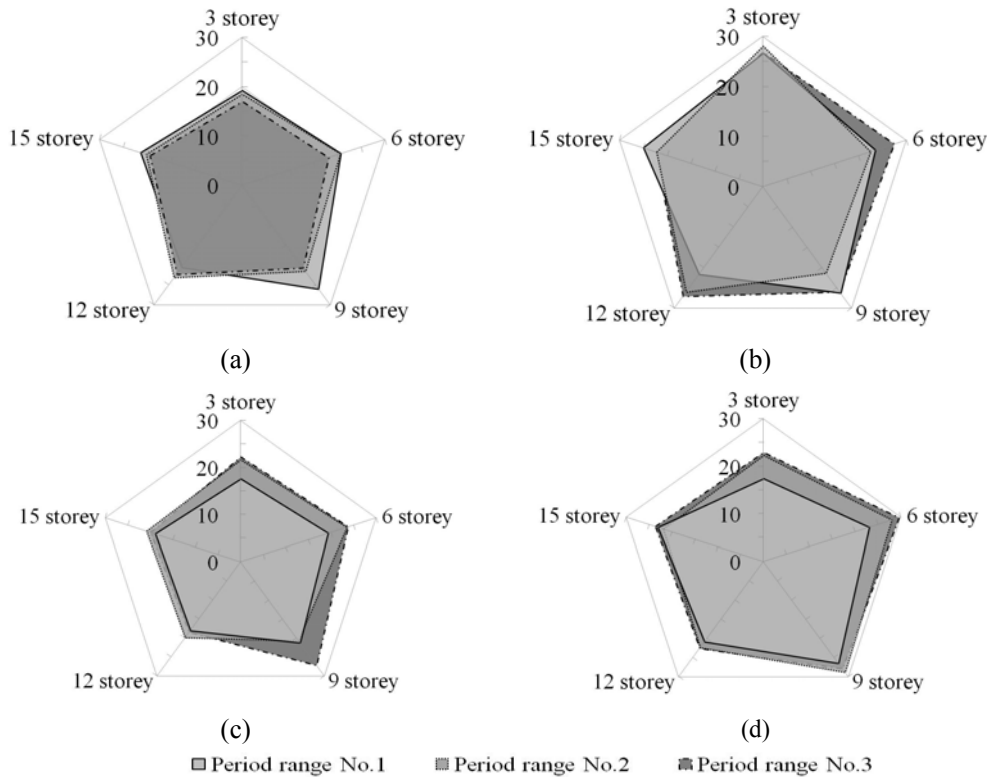 3 storey
30
20
15 storey
6 storey
10
0
12 storey
9 storey
(a)
3 storey
30
20
15 storey
6 storey
10
0
12 storey
9 storey
(b)
3 storey
30
20
15 storey
6 storey
10
0
12 storey
9 storey
(c)
3 storey
30
20
15 storey
6 storey
10
0
12 storey
9 storey
(d)
Period range No.1
Period range No.2
Period range No.3